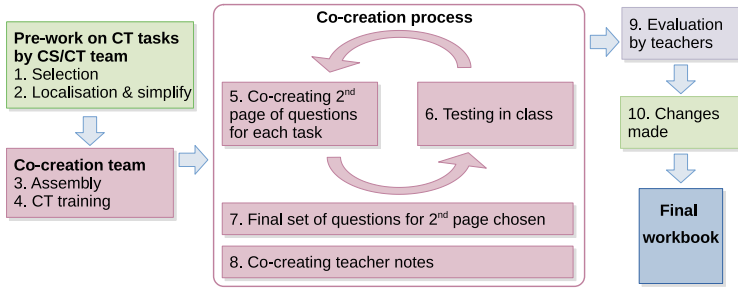 Pre-work on CT tasks
by CS/CT team
1. Selection
2. Localisation & simplify
Co-creation team
3. Assembly
4. CT training
Co-creation process
5. Co-creating 2nd
page of questions
for each task
6. Testing in class
7. Final set of questions for 2nd page chosen
8. Co-creating teacher notes
9. Evaluation
by teachers
10. Changes
made
Final
workbook